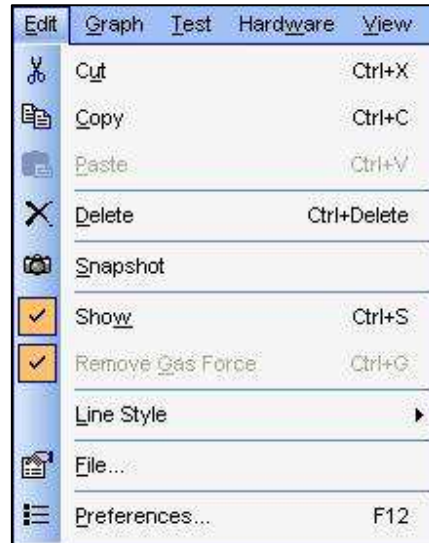 Edit Graph Test Hardware View
Cut Ctrl+X
Copy Ctrl+C
Paste Ctrl+V
Delete Ctrl+Delete
Snapshot
Show Ctrl+S
Remove Gas Force Ctrl+G
Line Style
File...
Preferences... F12